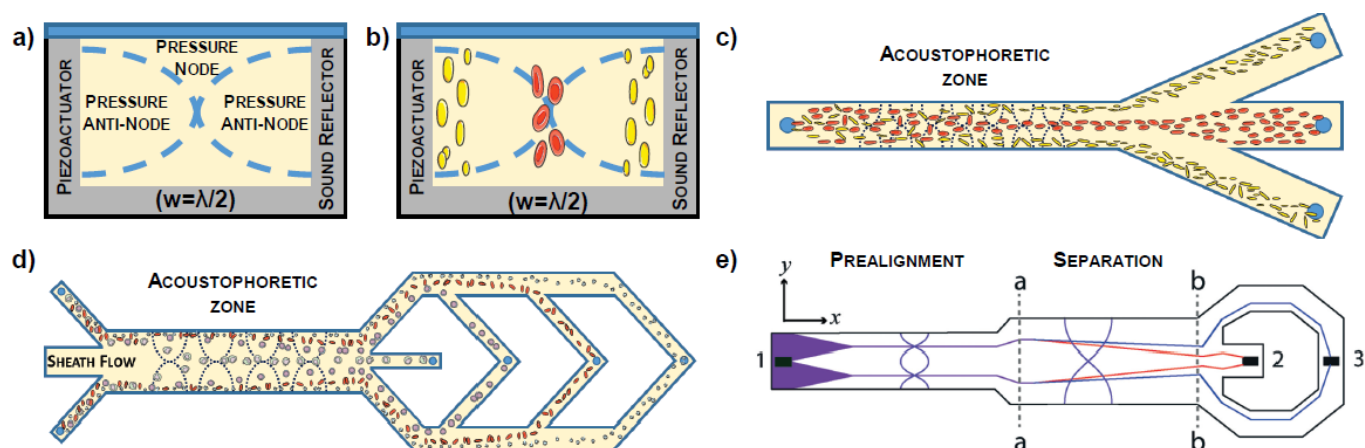 a)
PRESSURE
NODE
PRESSURE
ANTI-NODE
PRESSURE
ANTI-NODE
PIEZOACTUATOR
SOUND REFLECTOR
(w=λ/2)
b)
PIEZOACTUATOR
SOUND REFLECTOR
(w=λ/2)
c)
ACOUSTOPHORETIC
ZONE
d)
ACOUSTOPHORETIC
ZONE
SHEATH FLOW
e)
y
x
PREALIGNMENT
a
SEPARATION
b
1
2
3
a
b